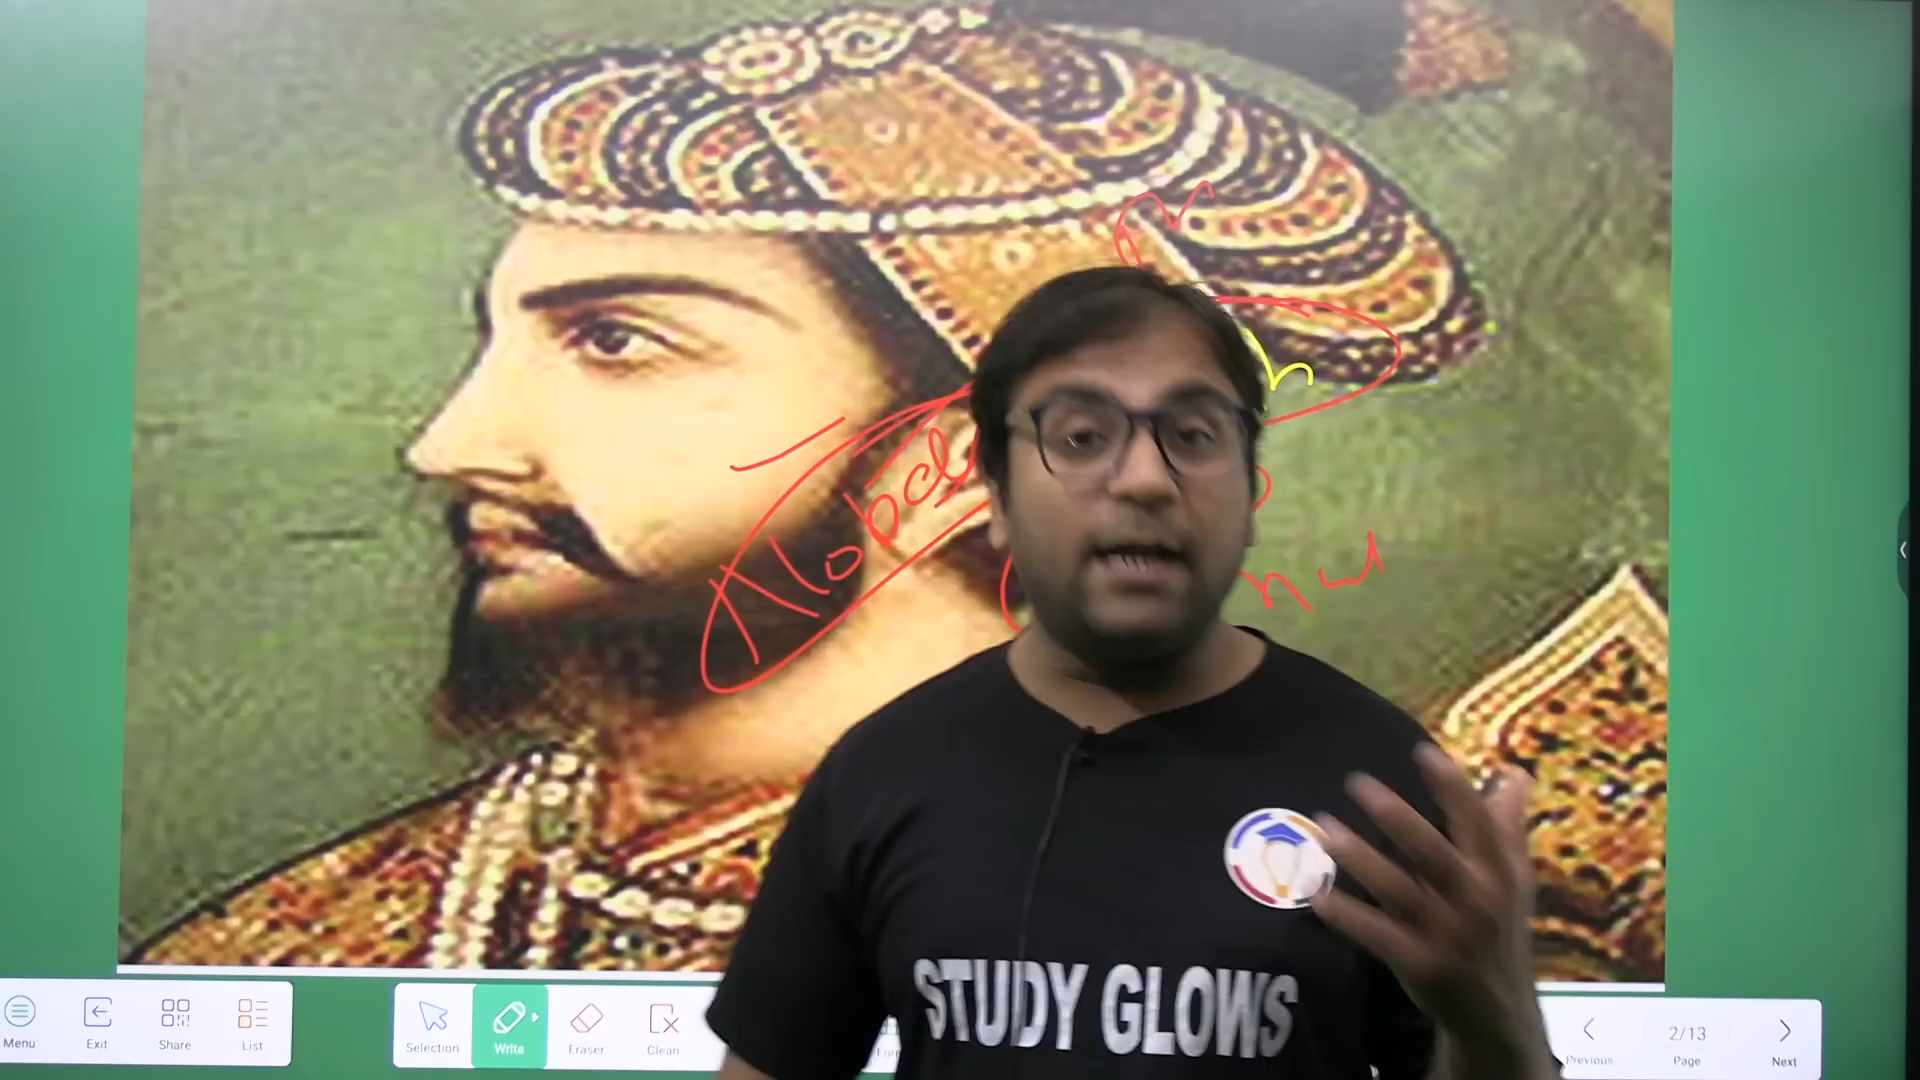 STUDY GLOWS
Menu
Exit
Share
List
Selection
Write
Eraser
Clean
Previous
2/13
Page
Next